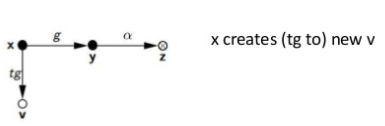 g
α
x creates (tg to) new v
x
y
z
tg
v